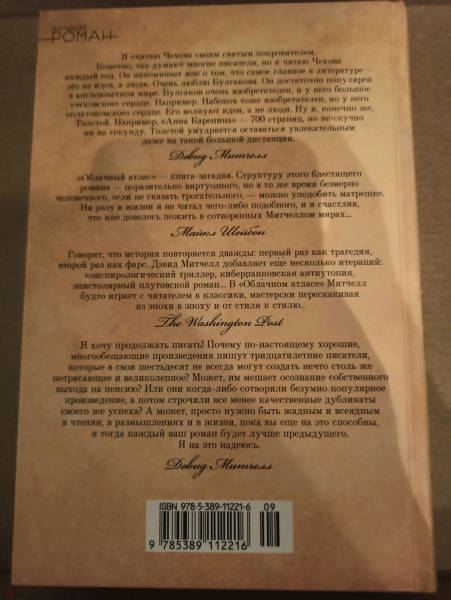 РОМАН
Я считаю Чехова своим святым покровителем.
Конечно, так думают многие писатели, но я читаю Чехова
каждый год. Он напоминает мне о том, что самое главное в литературе —
это не идеи, а люди. Очень люблю Булгакова. Он достаточно популярен
в англоязычном мире. Булгаков очень изобретателен, и у него большое
«чеховское» сердце. Например, Набоков тоже изобретателен, но у него
«платоновское» сердце. Его волнуют идеи, а не люди. Ну и, конечно же,
Толстой. Например, «Анна Каренина» — 700 страниц, но не скучно
ни на секунду. Толстой умудряется оставаться увлекательным
даже на такой большой дистанции.
Дэвид Митчелл
«Облачный атлас» — книга-загадка. Структуру этого блестящего
романа — поразительно виртуозного, но в то же время безмерно
человечного, если не сказать трогательного, — можно уподобить матрешке.
Ни разу в жизни я не читал чего-либо подобного, и я счастлив,
что мне довелось пожить в сотворенных Митчеллом мирах...
Майкл Шейбон
Говорят, что история повторяется дважды: первый раз как трагедия,
второй раз как фарс. Дэвид Митчелл добавляет еще несколько итераций:
конспирологический триллер, киберпанковская антиутопия,
эпистолярный плутовской роман... В «Облачном атласе» Митчелл
будто играет с читателем в классики, мастерски перескакивая
из эпохи в эпоху и от стиля к стилю.
The Washington Post
Я хочу продолжать писать! Почему по-настоящему хорошие,
многообещающие произведения пишут тридцатилетние писатели,
которые в свои шестьдесят не всегда могут создать нечто столь же
потрясающее и великолепное? Может, им мешает осознание собственного
выхода на пенсию? Или они когда-либо сотворили безумно популярное
произведение, а потом строчили все менее качественные дубликаты
своего же успеха? А может, просто нужно быть жадным и всеядным
в чтении, в размышлениях и в жизни, пока вы еще на это способны,
и тогда каждый ваш роман будет лучше предыдущего.
Я на это надеюсь.
Дэвид Митчелл
ISBN 978-5-389-11221-6 09
9 785389 112216